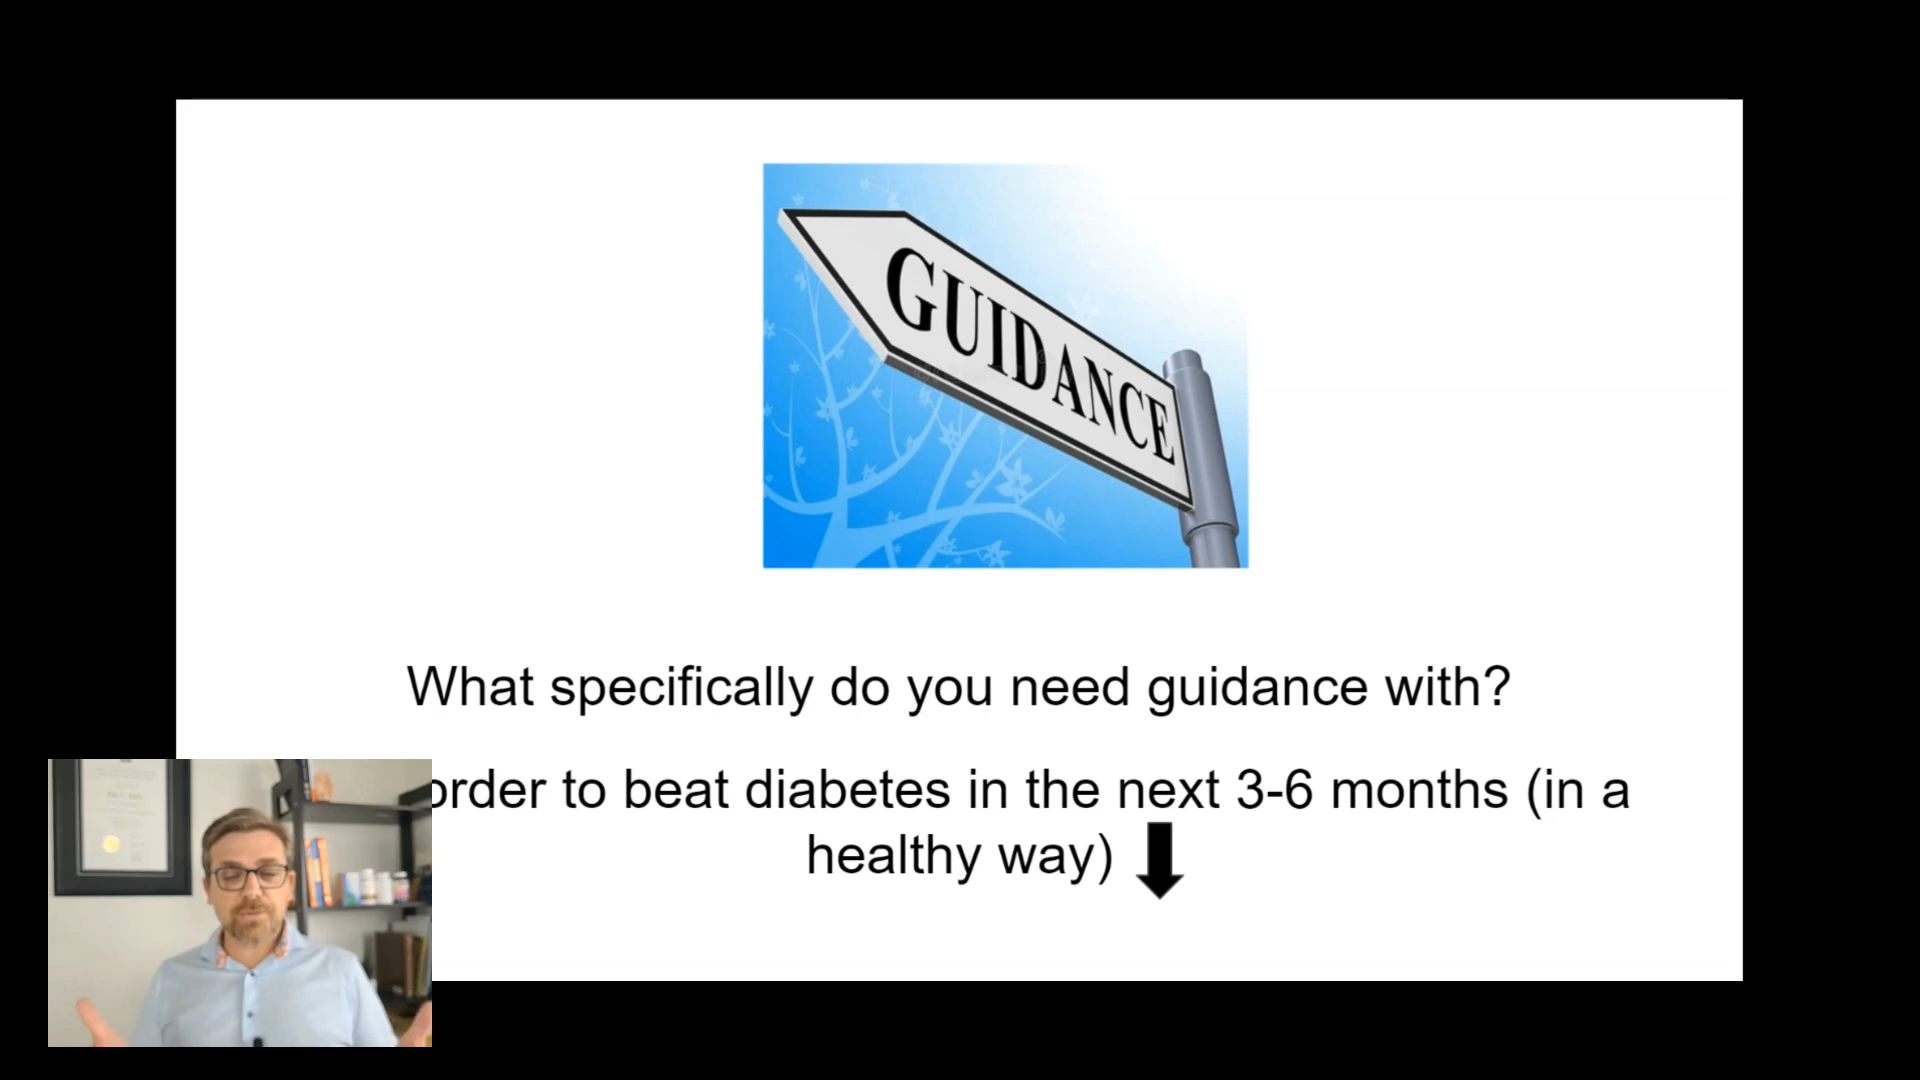 GUIDANCE
What specifically do you need guidance with?
order to beat diabetes in the next 3-6 months (in a
healthy way)